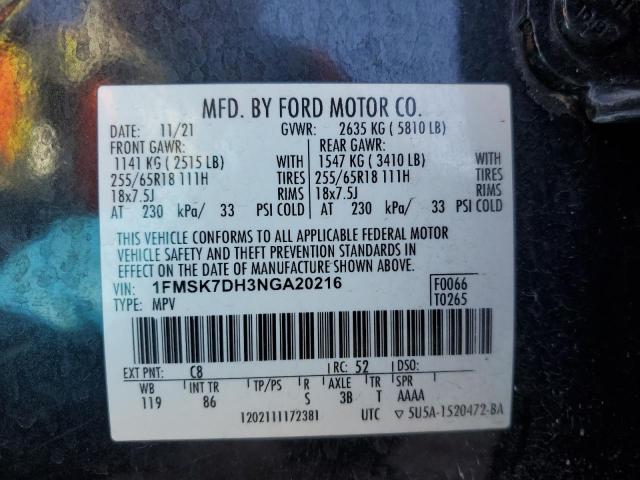 MFD. BY FORD MOTOR CO.
DATE: 11/21 GVWR: 2635 KG ( 5810 LB)
FRONT GAWR: REAR GAWR:
1141 KG ( 2515 LB) WITH 1547 KG ( 3410 LB) WITH
255/65R18 111H TIRES 255/65R18 111H TIRES
18x7.5J RIMS 18x7.5J RIMS
AT 230 kPa/ 33 PSI COLD AT 230 kPa/ 33 PSI COLD
THIS VEHICLE CONFORMS TO ALL APPLICABLE FEDERAL MOTOR
VEHICLE SAFETY AND THEFT PREVENTION STANDARDS IN
EFFECT ON THE DATE OF MANUFACTURE SHOWN ABOVE.
VIN: 1FMSK7DH3NGA20216 F0066
TYPE: MPV T0265
EXT PNT: C8 RC: 52 DSO:
WB INT TR TP/PS R AXLE TR SPR
119 86 S 3B T AAAA
1202111172381 UTC ▽ 5U5A-1520472-BA